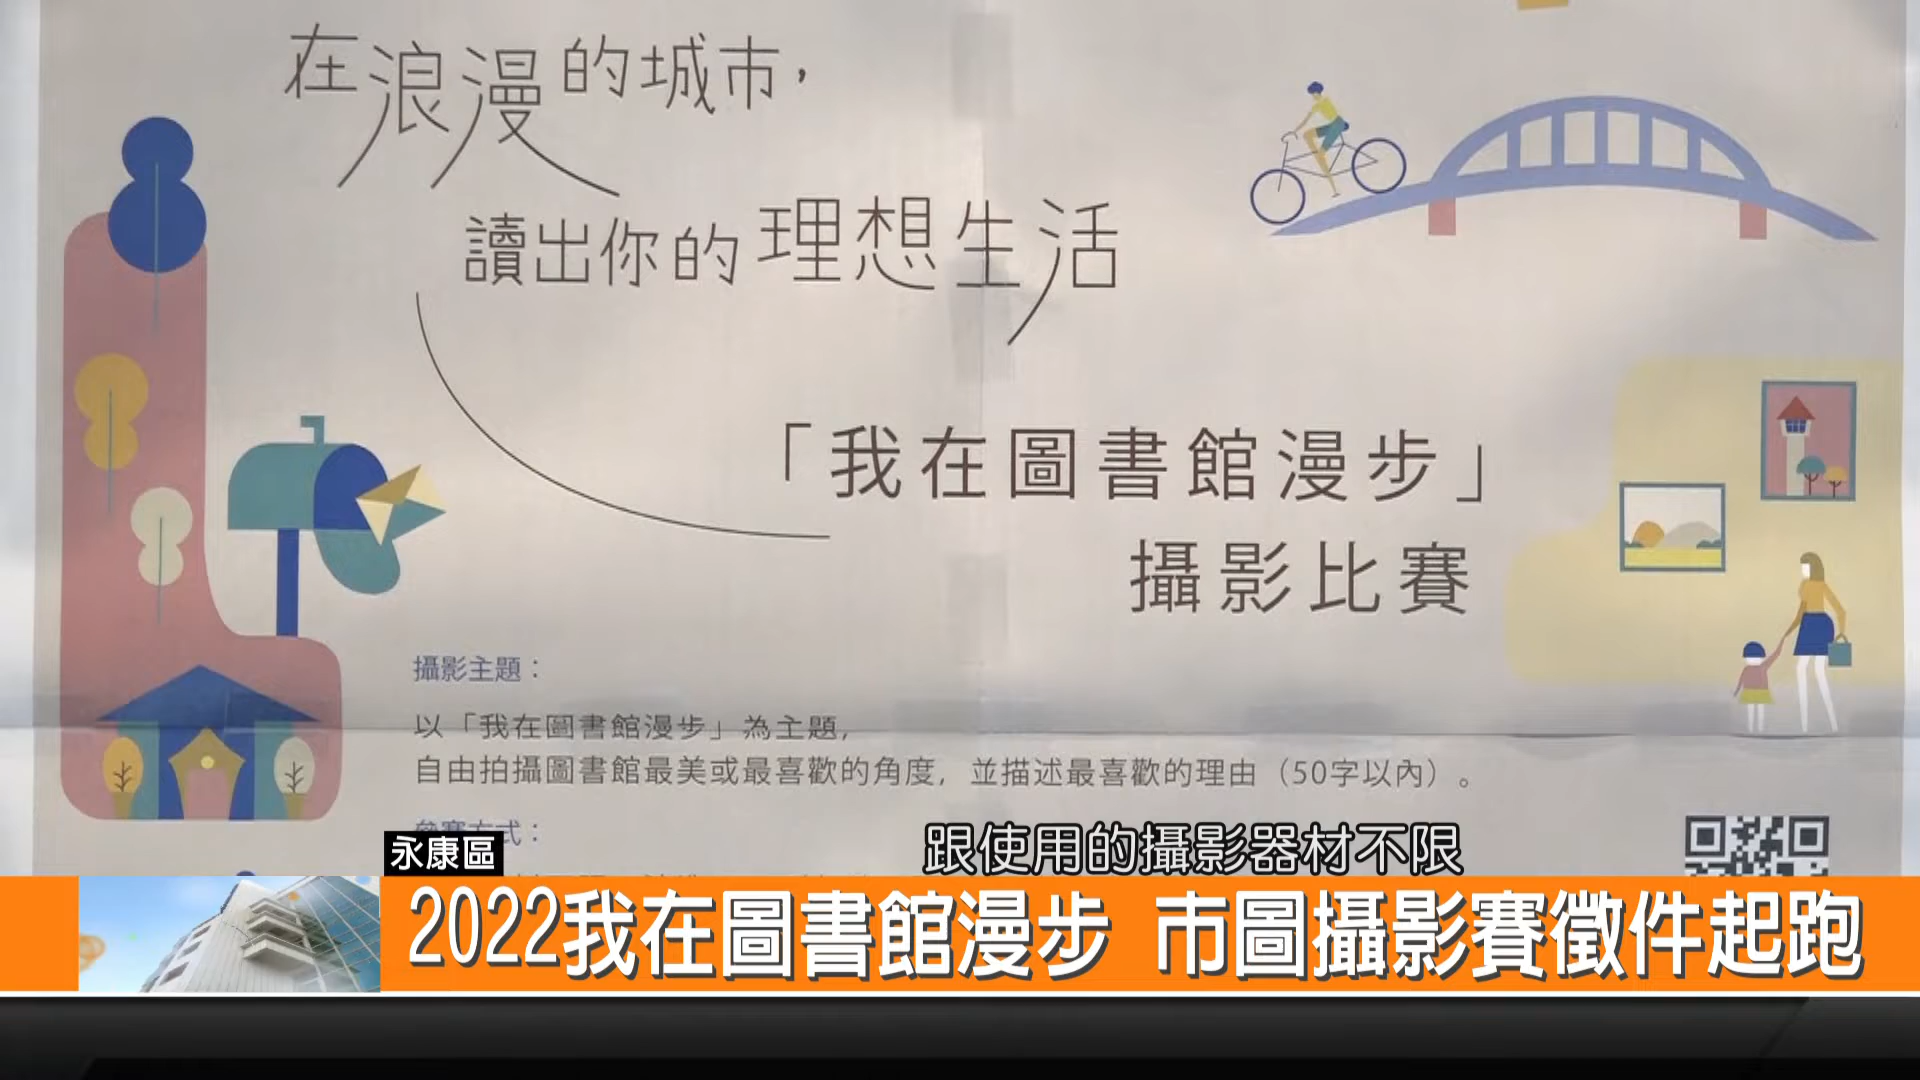 在浪漫的城市，
讀出你的理想生活
「我在圖書館漫步」
攝影比賽
攝影主題：
以「我在圖書館漫步」為主題，
自由拍攝圖書館最美或最喜歡的角度，並描述最喜歡的理由（50字以內）。
參賽方式：
永康區
跟使用的攝影器材不限
2022我在圖書館漫步 市圖攝影賽徵件起跑